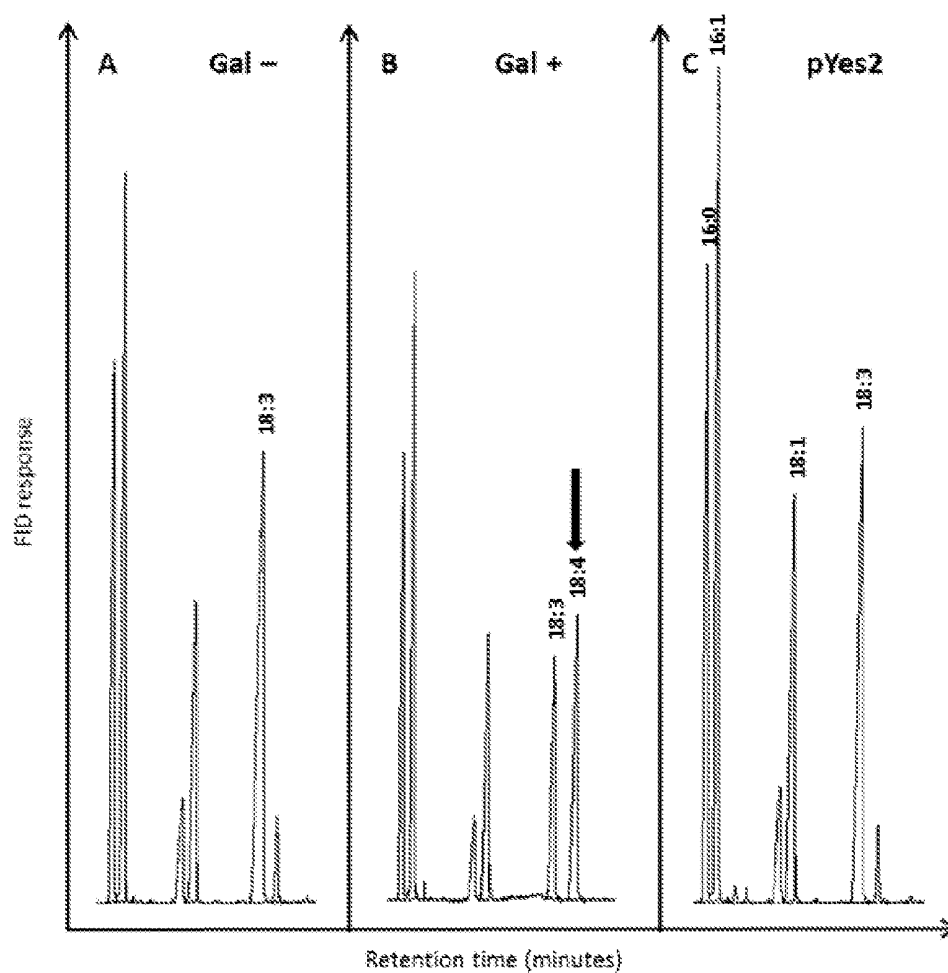 A Gal –
B Gal +
C pYes2
16:1
16:0
18:3
18:3
18:4
18:1
18:3
FID response
Retention time (minutes)